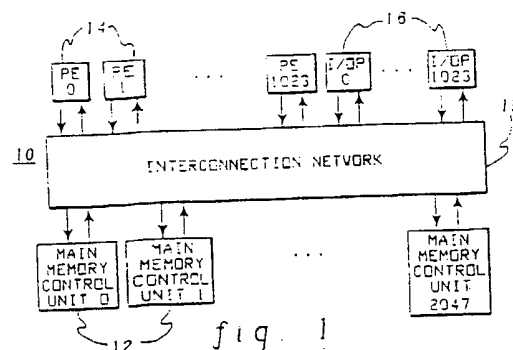 14
16
PE 0
PE 1
...
PE 1023
I/OP 0
...
I/OP 1023
10
INTERCONNECTION NETWORK
MAIN MEMORY CONTROL UNIT 0
MAIN MEMORY CONTROL UNIT 1
...
MAIN MEMORY CONTROL UNIT 2047
12
fig. 1